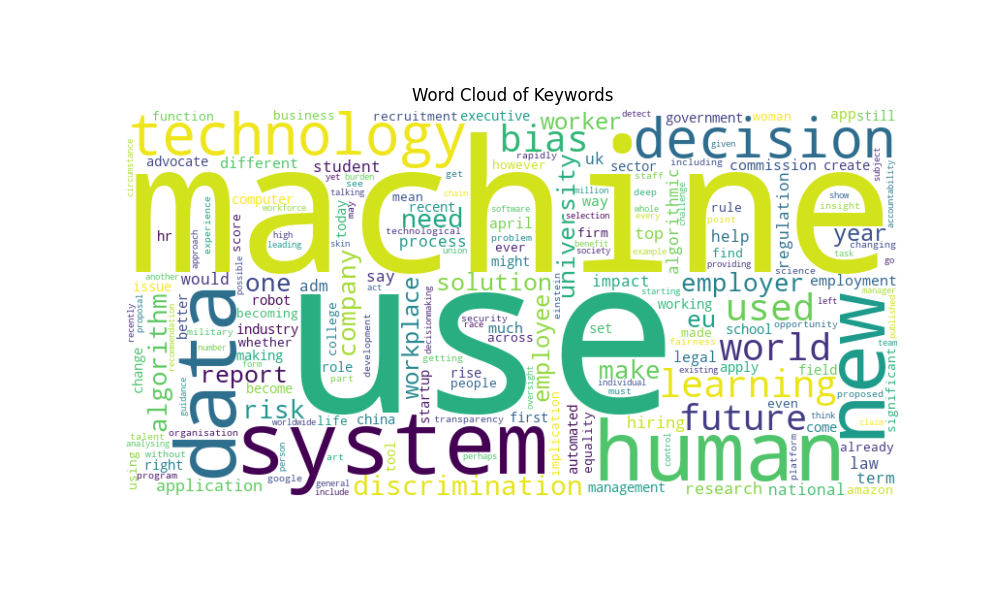 Word Cloud of Keywords
function
business
recruitment
executive
detect
government
woman
app
still
technology
bias
worker
decision
given
circumstance
advocate
different
student
rapidly
uk
sector
including
commission
create
subject
accountability
machine
however
university
staff
algorithmic
regulation
yet
burden
see
get
talking
mean
chain
million
deep
way
selection
whole
every
challenge
rule
point
show
insight
computer
workforce
today
may
recent
need
software
april
technological
process
problem
ever
might
union
firm
benefit
society
example
top
help
find
providing
year
changing
task
go
science
hr
approach
experience
score
high
leading
skin
company
say
act
solution
impact
starting
employer
employment
another
issue
would
possible
one
adm
robot
becoming
industry
whether
making
become
form
use
data
recently
proposal
better
military
number
recommendation
change
algorithm
guidance
report
risk
role
part
college
development
workplace
decisionmaking
startup
getting
security
race
much
across
rise
people
einstein
employee
oversight
set
working
made
eu
legal
existing
school
fairness
apply
used
world
opportunity
left
field
proposed
new
manager
published
team
significant
make
individual
must
learning
future
even
think
come
claim
already
law
term
talent
organisation
analysing
without
right
program
using
application
worldwide
life
china
transparency
first
system
person
art
google
general
include
tool
perhaps
discrimination
implication
automated
equality
hiring
human
control
management
research
platform
national
amazon